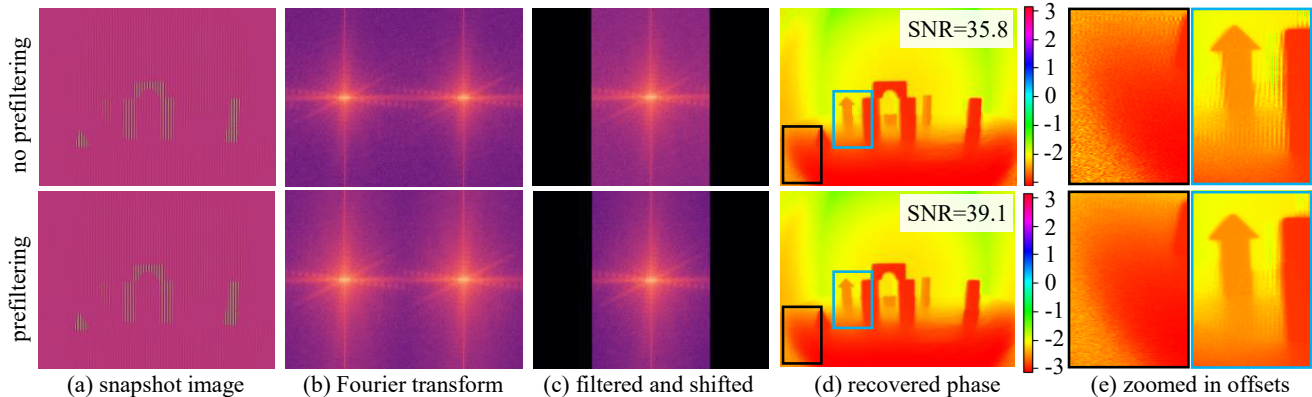 no prefiltering
SNR=35.8
3
2
1
0
-1
-2
-3
prefiltering
SNR=39.1
3
2
1
0
-1
-2
-3
(a) snapshot image
(b) Fourier transform
(c) filtered and shifted
(d) recovered phase
(e) zoomed in offsets